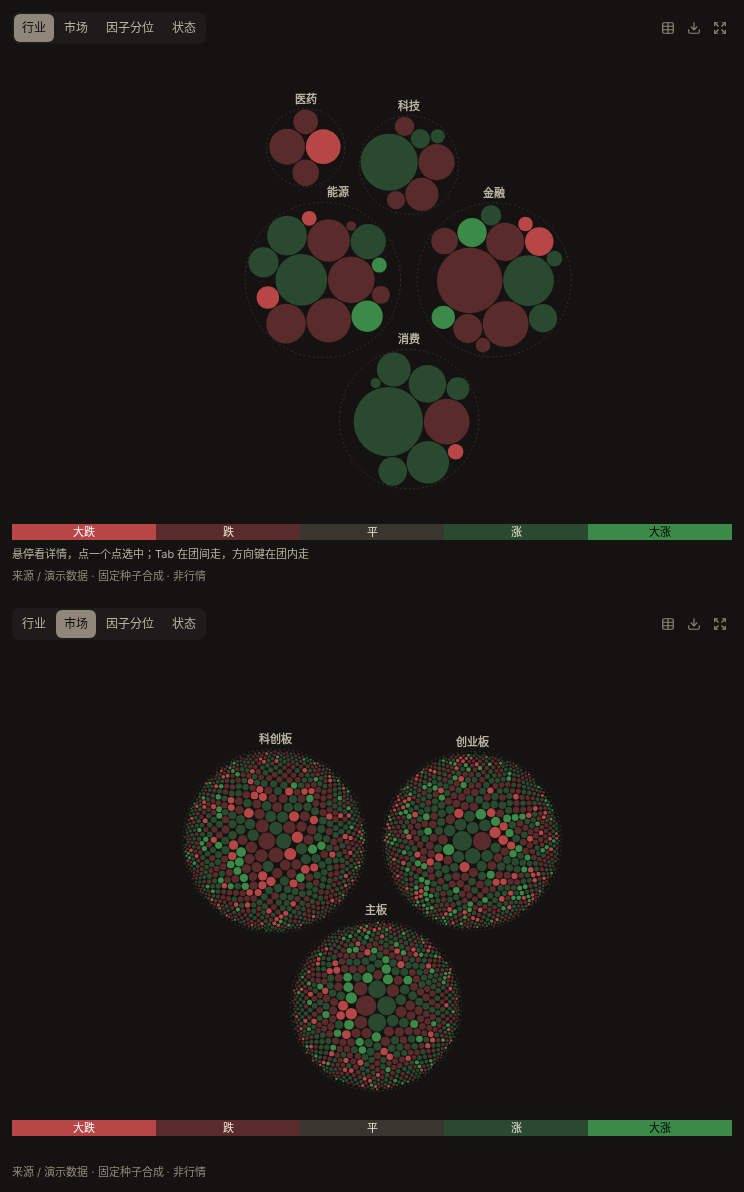 行业 市场 因子分位 状态
医药
科技
能源
金融
消费
大跌 跌 平 涨 大涨
悬停看详情，点一个点选中；Tab 在团间走，方向键在团内走
来源 / 演示数据 · 固定种子合成 · 非行情
行业 市场 因子分位 状态
科创板
创业板
主板
大跌 跌 平 涨 大涨
来源 / 演示数据 · 固定种子合成 · 非行情